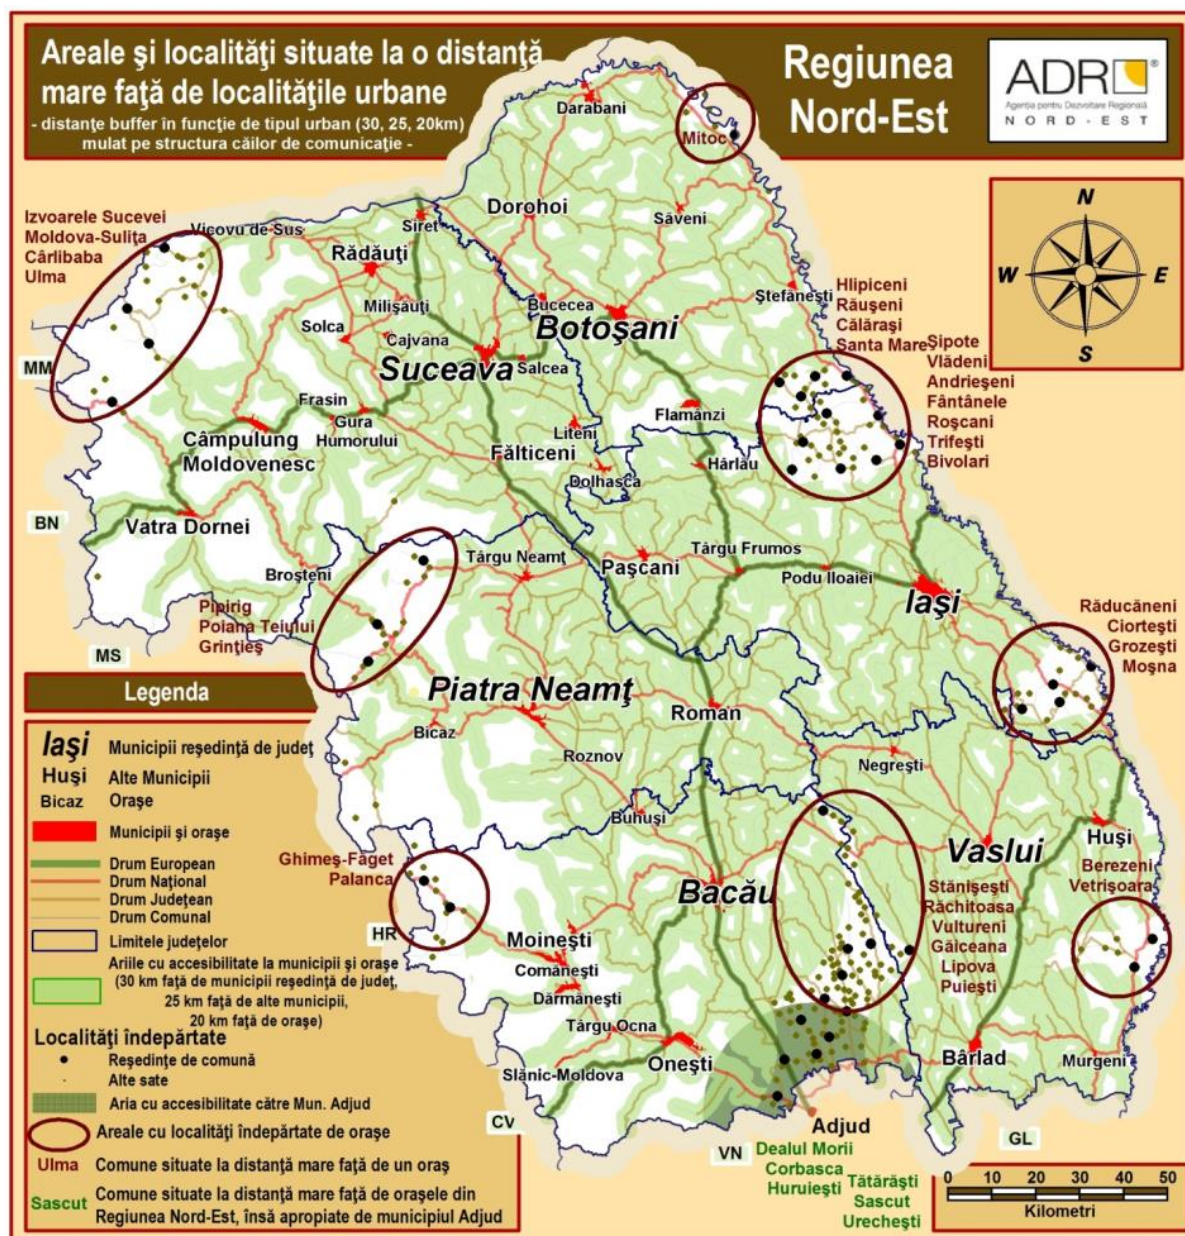 Areale şi localităţi situate la o distanţă
mare faţă de localităţile urbane
- distanţe buffer în funcţie de tipul urban (30, 25, 20km)
mulat pe structura căilor de comunicaţie -
Regiunea
Nord-Est
ADR
®
Agenţia pentru Dezvoltare Regională
NORD-EST
N
W
E
S
Darabani
Mitoc
Izvoarele Sucevei
Moldova-Suliţa
Cârlibaba
Ulma
Vicovu de Sus
Siret
Dorohoi
Săveni
Rădăuţi
Milişăuţi
Bucecea
Ştefăneşti
Hlipiceni
Răuşeni
Călăraşi
Santa Mare
Solca
Cajvana
Botoşani
Suceava
Salcea
Şipote
Vlădeni
Andrieşeni
Fântânele
Roşcani
Trifeşti
Bivolari
MM
Frasin
Gura
Humorului
Câmpulung
Moldovenesc
Liteni
Flamânzi
Fălticeni
Dolhasca
Hârlău
BN
Vatra Dornei
Broşteni
Târgu Neamţ
Paşcani
Târgu Frumos
Podu Iloaiei
Iaşi
Pipirig
Poiana Teiului
Grinţieş
MS
Răducăneni
Ciorteşti
Grozeşti
Moşna
Piatra Neamţ
Bicaz
Roman
Roznov
Negreşti
Buhuşi
Huşi
Vaslui
Ghimeş-Făget
Palanca
Bacău
Berezeni
Vetrişoara
Stănişeşti
Răchitoasa
Vultureni
Găiceana
Lipova
Puieşti
HR
Moineşti
Comăneşti
Dărmăneşti
Târgu Ocna
Slănic-Moldova
Oneşti
Bârlad
Murgeni
CV
VN
Adjud
GL
Dealul Morii
Corbasca
Huruieşti
Tătărăşti
Sascut
Urecheşti
Legenda
Iaşi Municipii reşedinţă de judeţ
Huşi Alte Municipii
Bicaz Oraşe
Municipii şi oraşe
Drum European
Drum Naţional
Drum Judeţean
Drum Comunal
Limitele judeţelor
Ariile cu accesibilitate la municipii şi oraşe
(30 km faţă de municipii reşedinţă de judeţ,
25 km faţă de alte municipii,
20 km faţă de oraşe)
Localităţi îndepărtate
Reşedinţe de comună
Alte sate
Aria cu accesibilitate către Mun. Adjud
Areale cu localităţi îndepărtate de oraşe
Ulma Comune situate la distanţă mare faţă de un oraş
Sascut Comune situate la distanţă mare faţă de oraşele din
Regiunea Nord-Est, însă apropiate de municipiul Adjud
0 10 20 30 40 50
Kilometri